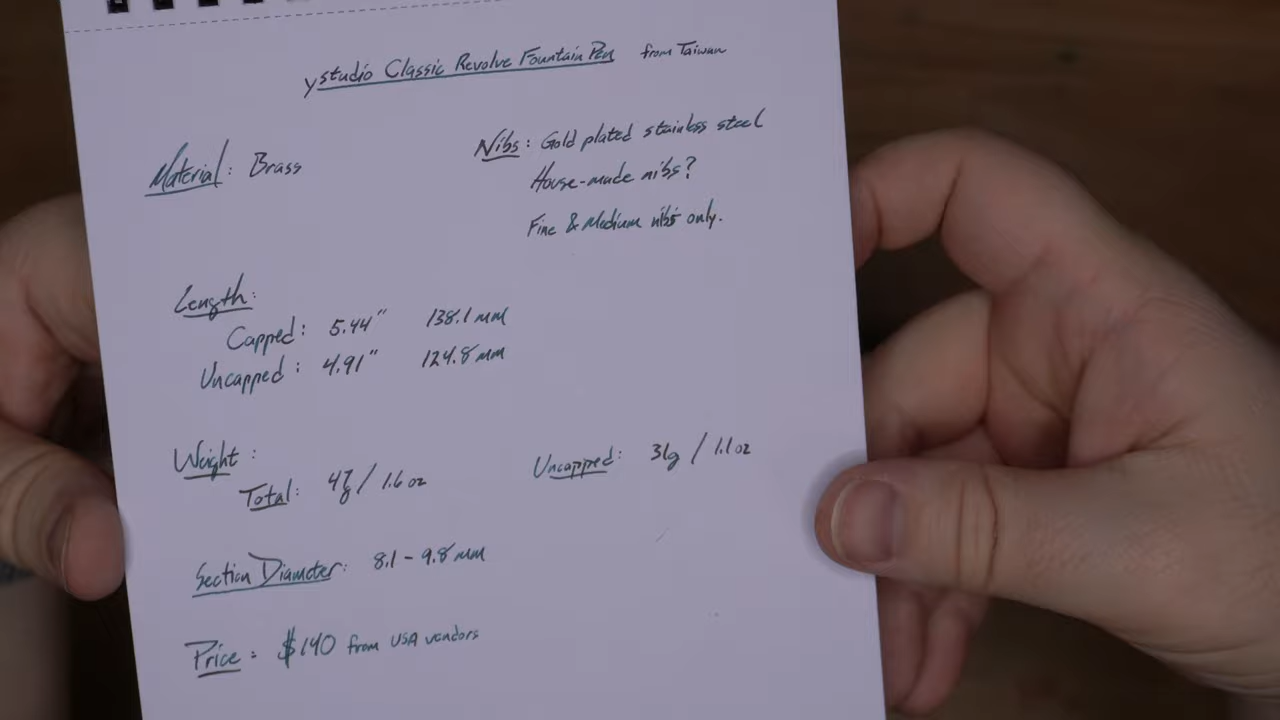 ystudio Classic Revolve Fountain Pen from Taiwan
Material: Brass
Nibs: Gold plated stainless steel
House-made nibs?
Fine & Medium nibs only.
Length:
Capped: 5.44" 138.1 mm
Uncapped: 4.91" 124.8 mm
Weight:
Total: 47g / 1.6 oz
Uncapped: 31g / 1.1 oz
Section Diameter: 8.1 - 9.8 mm
Price: $140 from USA vendors